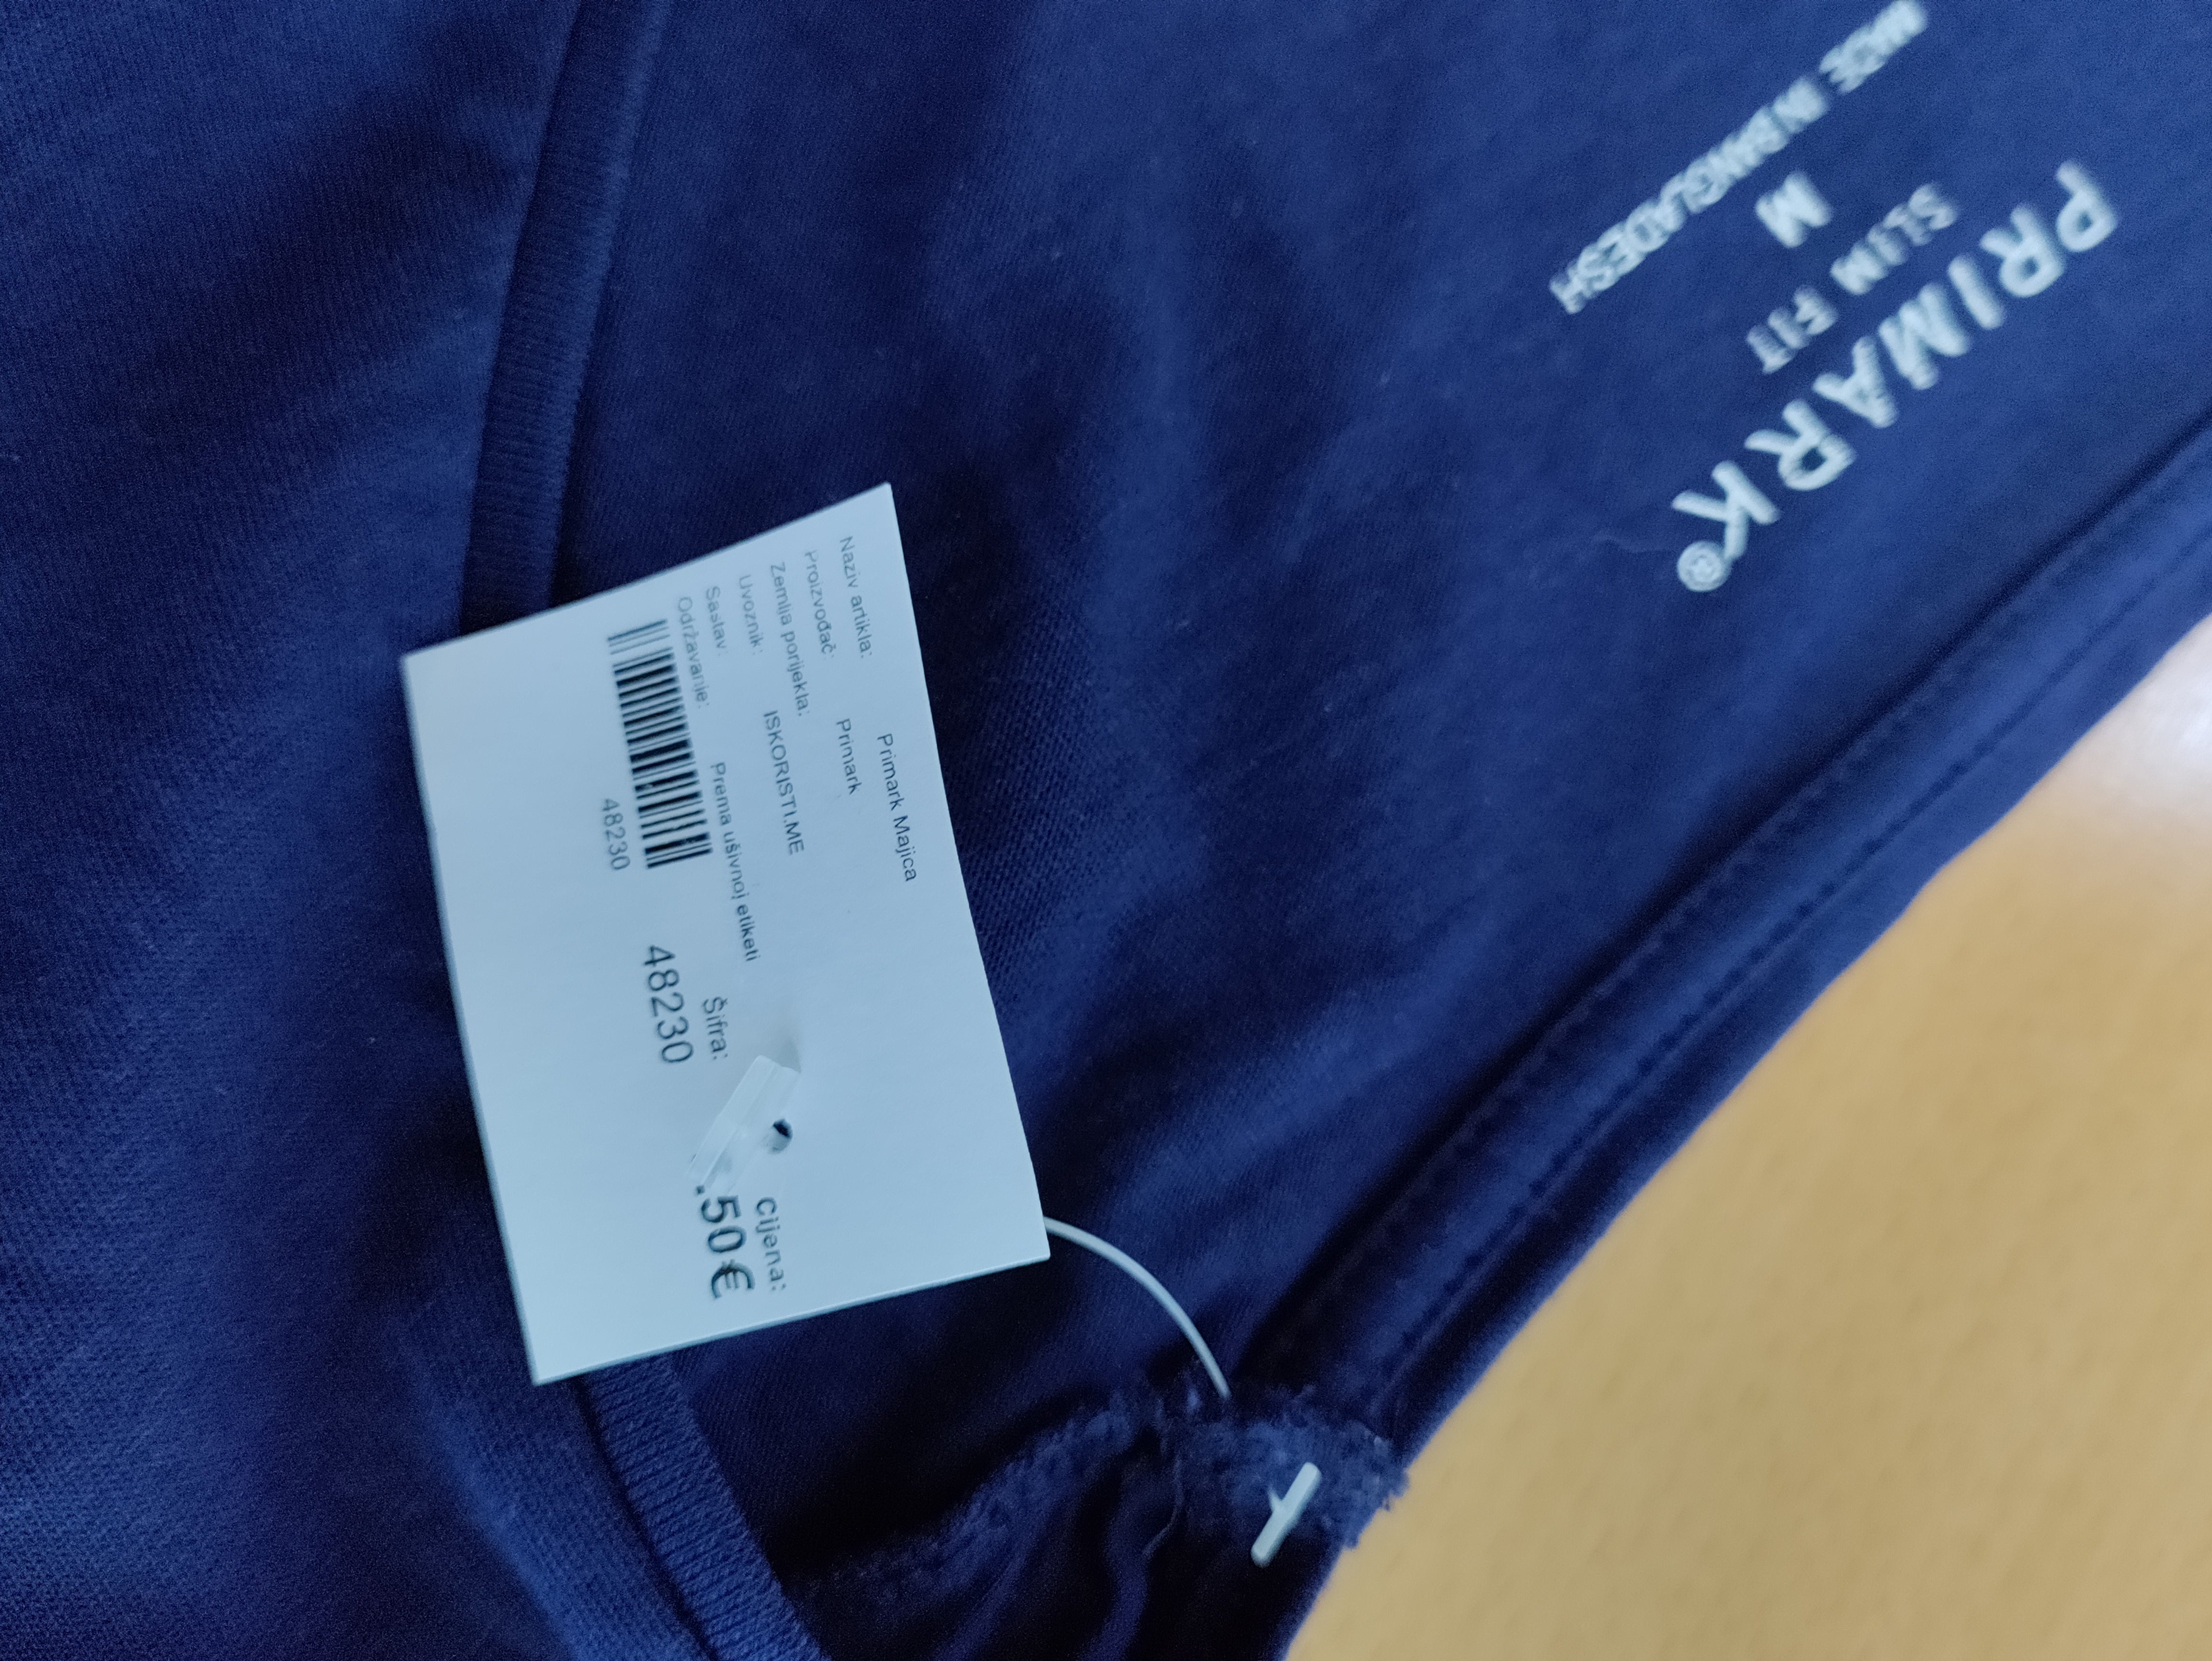 PRIMARK®
SLIM FIT
M
MADE IN BANGLADESH
Naziv artikla: Primark Majica
Proizvođač: Primark
Zemlja porijekla:
Uvoznik: ISKORISTI.ME
Sastav:
Održavanje: Prema ušivnoj etiketi
48230
Šifra:
48230
Cijena:
.50€